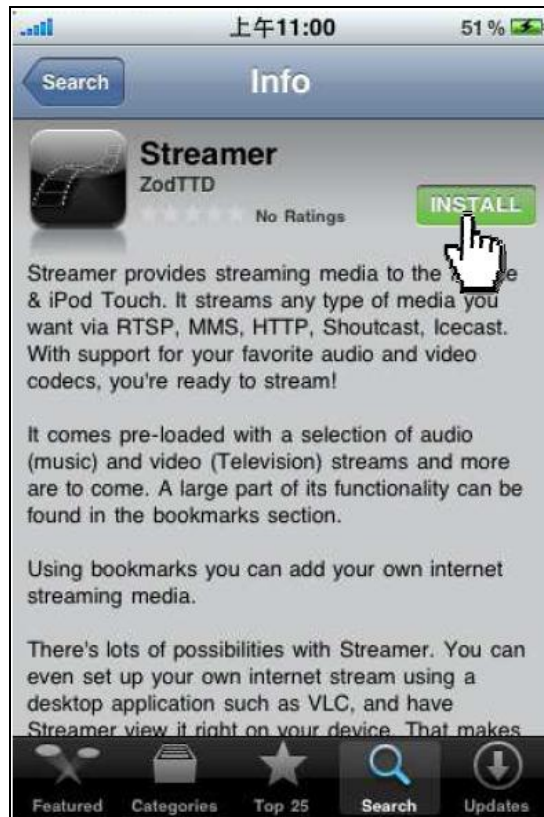 上午11:00 51 %
Search Info
Streamer
ZodTTD
No Ratings
INSTALL
Streamer provides streaming media to the
& iPod Touch. It streams any type of media you
want via RTSP, MMS, HTTP, Shoutcast, Icecast.
With support for your favorite audio and video
codecs, you're ready to stream!
It comes pre-loaded with a selection of audio
(music) and video (Television) streams and more
are to come. A large part of its functionality can be
found in the bookmarks section.
Using bookmarks you can add your own internet
streaming media.
There's lots of possibilities with Streamer. You can
even set up your own internet stream using a
desktop application such as VLC, and have
Streamer view it right on your device. That makes
Featured Categories Top 25 Search Updates